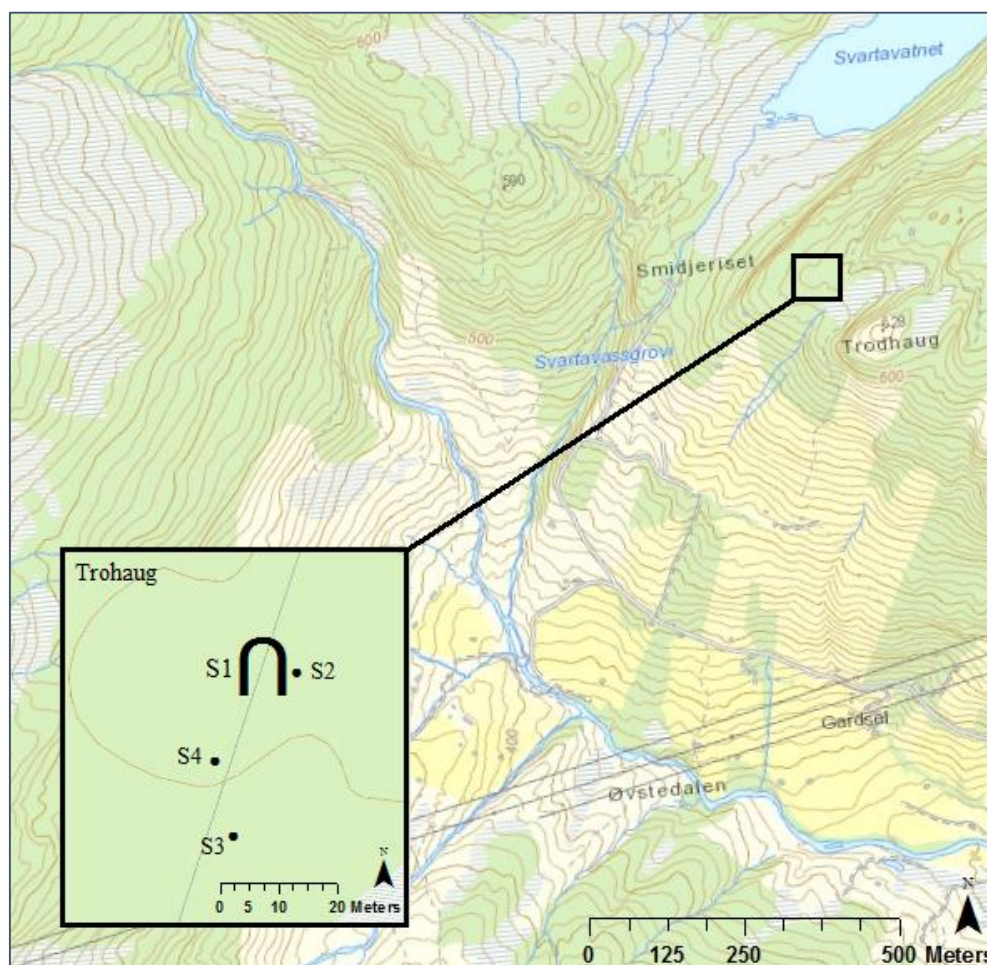 600
Svartavatnet
590
Smidjeriset
628
Trodhaug
600
500
Svartavassgrovi
Trohaug
S1
S2
S4
S3
N
0 5 10 20 Meters
400
Gardsel
Øvstedalen
N
0 125 250 500 Meters